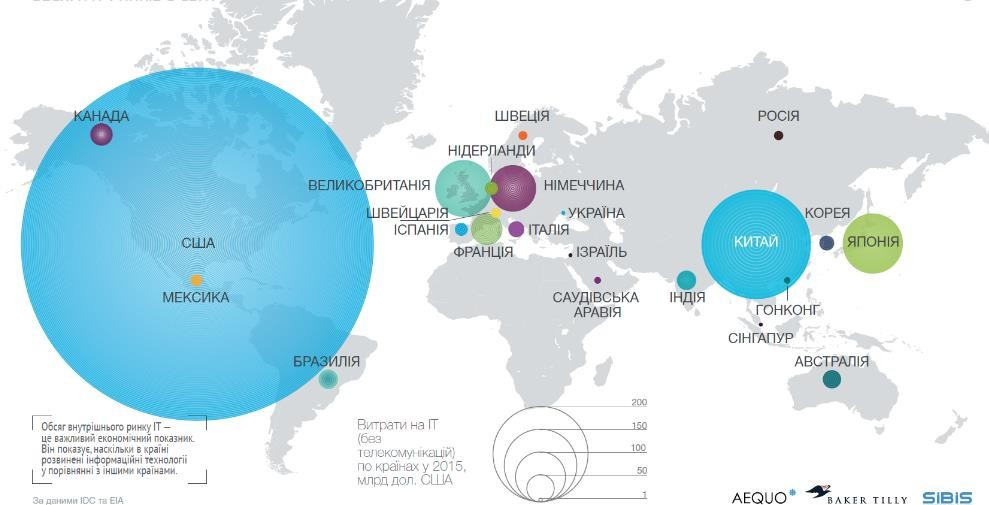 КАНАДА
ШВЕЦІЯ
РОСІЯ
НІДЕРЛАНДИ
ВЕЛИКОБРИТАНІЯ
НІМЕЧЧИНА
ШВЕЙЦАРІЯ
УКРАЇНА
КОРЕЯ
ІСПАНІЯ
ІТАЛІЯ
США
КИТАЙ
ЯПОНІЯ
ФРАНЦІЯ
ІЗРАЇЛЬ
МЕКСИКА
САУДІВСЬКА
АРАВІЯ
ІНДІЯ
ГОНКОНГ
СІНГАПУР
БРАЗИЛІЯ
АВСТРАЛІЯ
Обсяг внутрішнього ринку ІТ —
це важливий економічний показник.
Він показує, наскільки в країні
розвинені інформаційні технології
у порівнянні з іншими країнами.
За даними IDC та EIA
Витрати на ІТ
(без
телекомунікацій)
по країнах у 2015,
млрд дол. США
200
150
100
50
1
AEQUO
BAKER TILLY
SIBIS